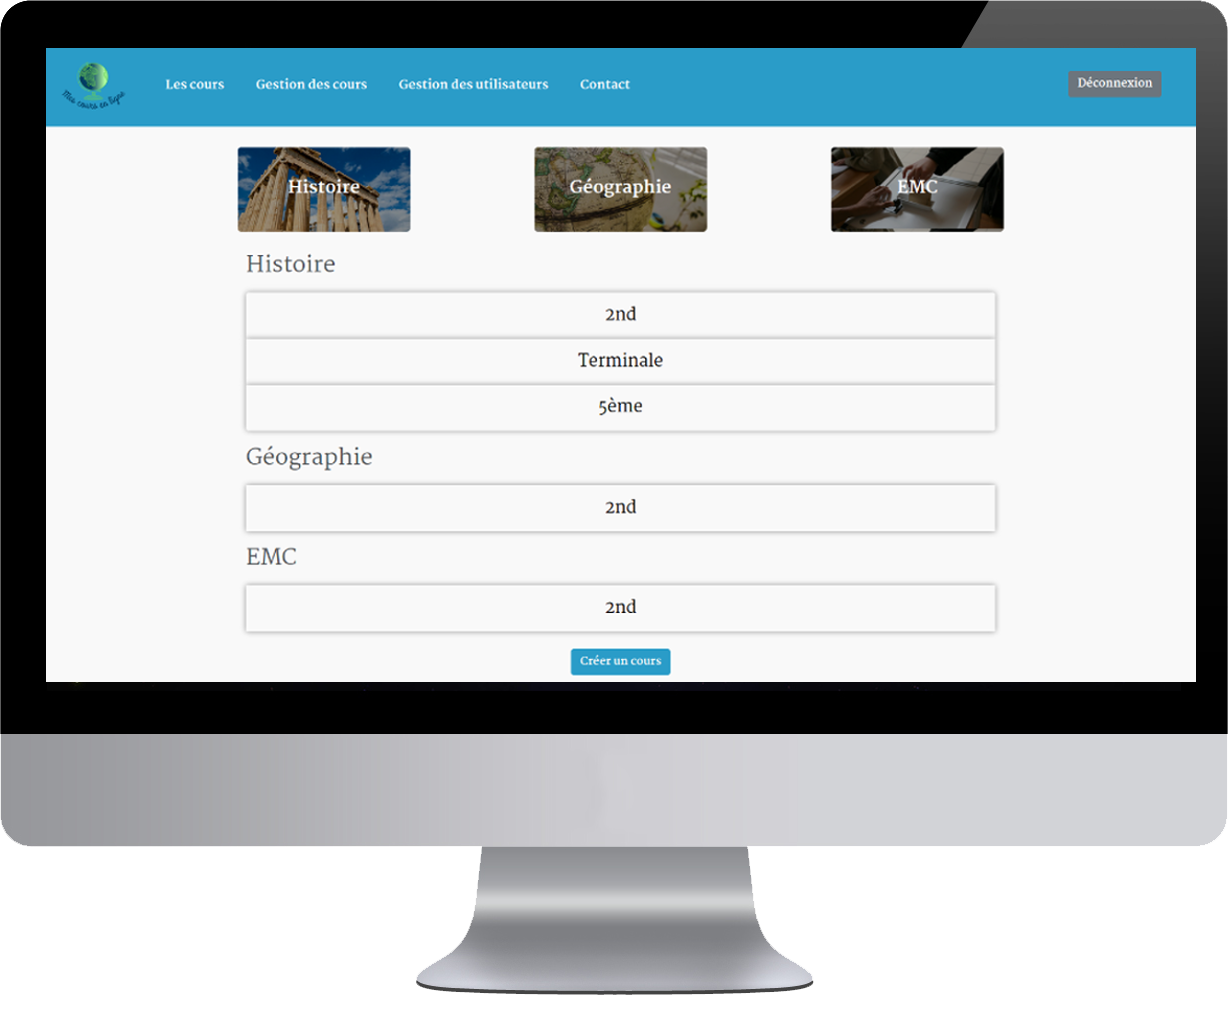 Mes cours en ligne
Les cours
Gestion des cours
Gestion des utilisateurs
Contact
Déconnexion
Histoire
Géographie
EMC
Histoire
2nd
Terminale
5ème
Géographie
2nd
EMC
2nd
Créer un cours